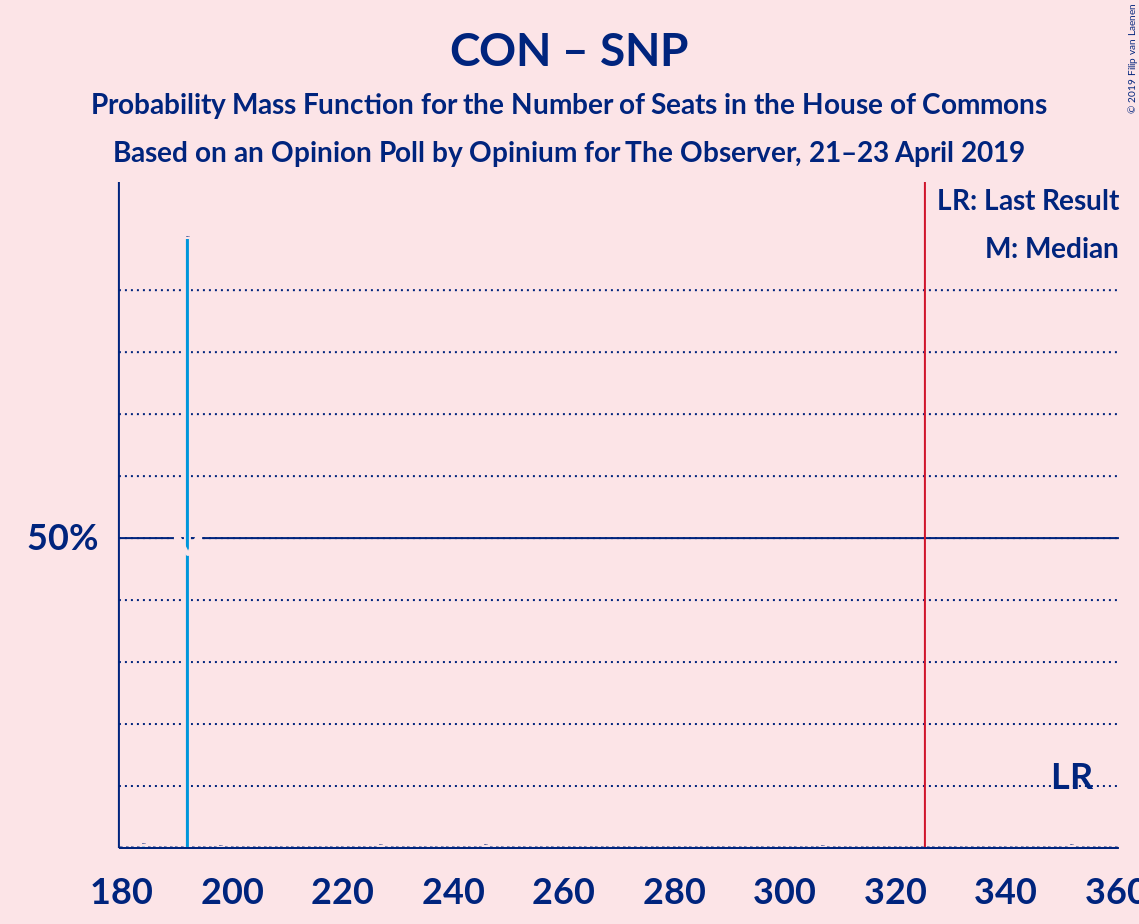 CON – SNP
Probability Mass Function for the Number of Seats in the House of Commons
Based on an Opinion Poll by Opinium for The Observer, 21–23 April 2019
© 2019 Filip van Laenen
LR: Last Result
M: Median
50%
LR
180 200 220 240 260 280 300 320 340 360